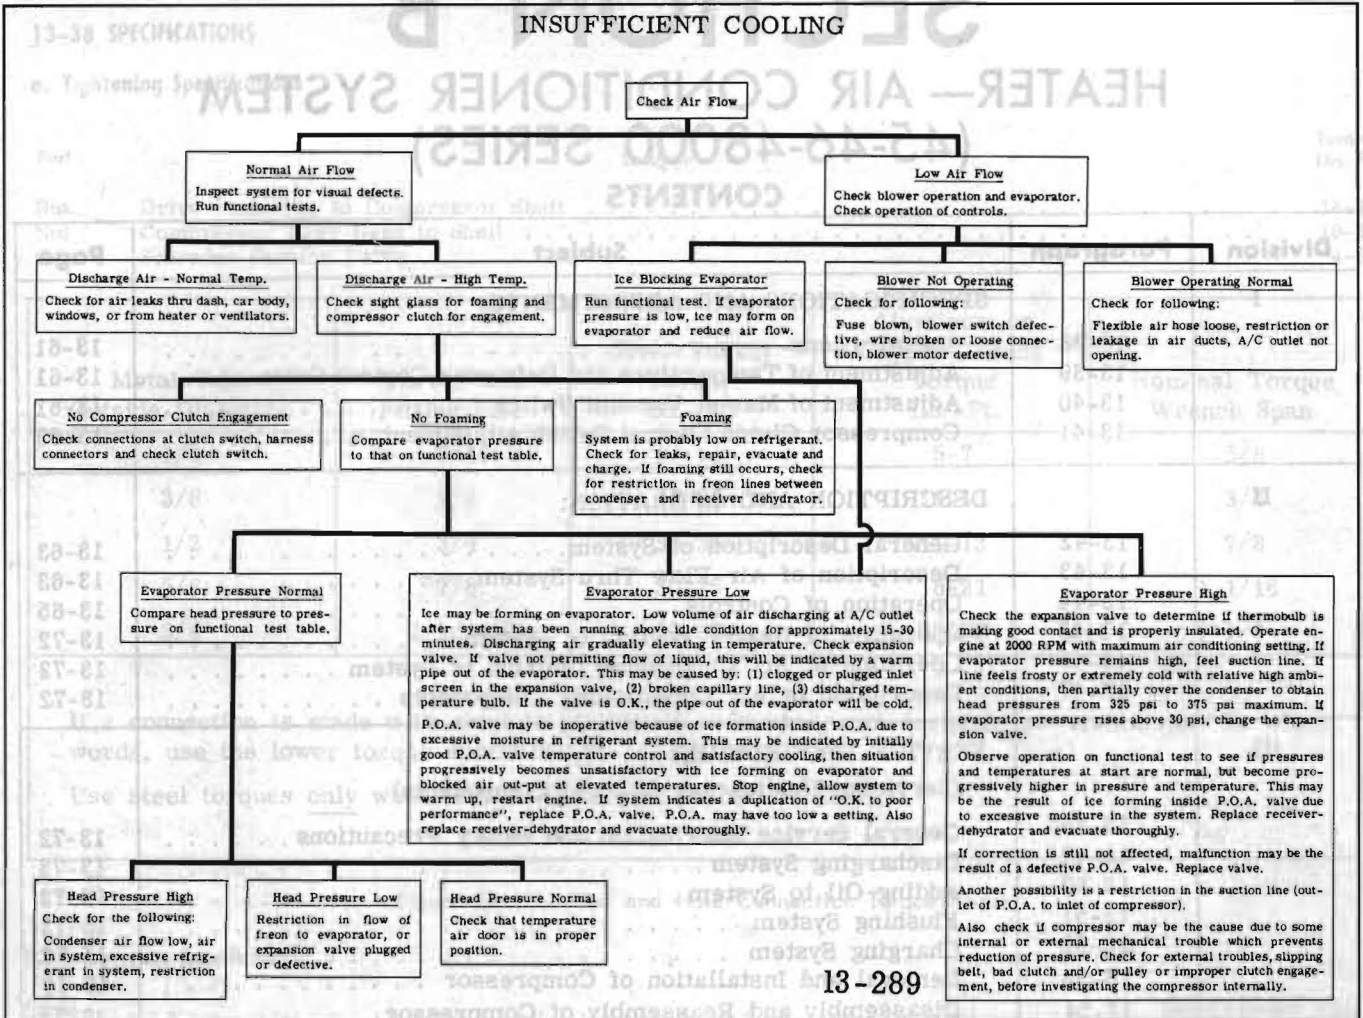 INSUFFICIENT COOLING
Check Air Flow
Normal Air Flow
Inspect system for visual defects.
Run functional tests.
Low Air Flow
Check blower operation and evaporator.
Check operation of controls.
Discharge Air - Normal Temp.
Check for air leaks thru dash, car body,
windows, or from heater or ventilators.
Discharge Air - High Temp.
Check sight glass for foaming and
compressor clutch for engagement.
Ice Blocking Evaporator
Run functional test. If evaporator
pressure is low, ice may form on
evaporator and reduce air flow.
Blower Not Operating
Check for following:
Fuse blown, blower switch defec-
tive, wire broken or loose connec-
tion, blower motor defective.
Blower Operating Normal
Check for following:
Flexible air hose loose, restriction or
leakage in air ducts, A/C outlet not
opening.
No Compressor Clutch Engagement
Check connections at clutch switch, harness
connectors and check clutch switch.
No Foaming
Compare evaporator pressure
to that on functional test table.
Foaming
System is probably low on refrigerant.
Check for leaks, repair, evacuate and
charge. If foaming still occurs, check
for restriction in freon lines between
condenser and receiver dehydrator.
Evaporator Pressure Normal
Compare head pressure to pres-
sure on functional test table.
Evaporator Pressure Low
Ice may be forming on evaporator. Low volume of air discharging at A/C outlet
after system has been running above idle condition for approximately 15-30
minutes. Discharging air gradually elevating in temperature. Check expansion
valve. If valve not permitting flow of liquid, this will be indicated by a warm
pipe out of the evaporator. This may be caused by: (1) clogged or plugged inlet
screen in the expansion valve, (2) broken capillary line, (3) discharged tem-
perature bulb. If the valve is O.K., the pipe out of the evaporator will be cold.
P.O.A. valve may be inoperative because of ice formation inside P.O.A. due to
excessive moisture in refrigerant system. This may be indicated by initially
good P.O.A. valve temperature control and satisfactory cooling, then situation
progressively becomes unsatisfactory with ice forming on evaporator and
blocked air out-put at elevated temperatures. Stop engine, allow system to
warm up, restart engine. If system indicates a duplication of "O.K. to poor
performance", replace P.O.A. valve. P.O.A. may have too low a setting. Also
replace receiver-dehydrator and evacuate thoroughly.
Evaporator Pressure High
Check the expansion valve to determine if thermobulb is
making good contact and is properly insulated. Operate en-
gine at 2000 RPM with maximum air conditioning setting. If
evaporator pressure remains high, feel suction line. If
line feels frosty or extremely cold with relative high ambi-
ent conditions, then partially cover the condenser to obtain
head pressures from 325 psi to 375 psi maximum. If
evaporator pressure rises above 30 psi, change the expan-
sion valve.
Observe operation on functional test to see if pressures
and temperatures at start are normal, but become pro-
gressively higher in pressure and temperature. This may
be the result of ice forming inside P.O.A. valve due
to excessive moisture in the system. Replace receiver-
dehydrator and evacuate thoroughly.
If correction is still not affected, malfunction may be the
result of a defective P.O.A. valve. Replace valve.
Another possibility is a restriction in the suction line (out-
let of P.O.A. to inlet of compressor).
Also check if compressor may be the cause due to some
internal or external mechanical trouble which prevents
reduction of pressure. Check for external troubles, slipping
belt, bad clutch and/or pulley or improper clutch engage-
ment, before investigating the compressor internally.
Head Pressure High
Check for the following:
Condenser air flow low, air
in system, excessive refrig-
erant in system, restriction
in condenser.
Head Pressure Low
Restriction in flow of
freon to evaporator, or
expansion valve plugged
or defective.
Head Pressure Normal
Check that temperature
air door is in proper
position.
13-289